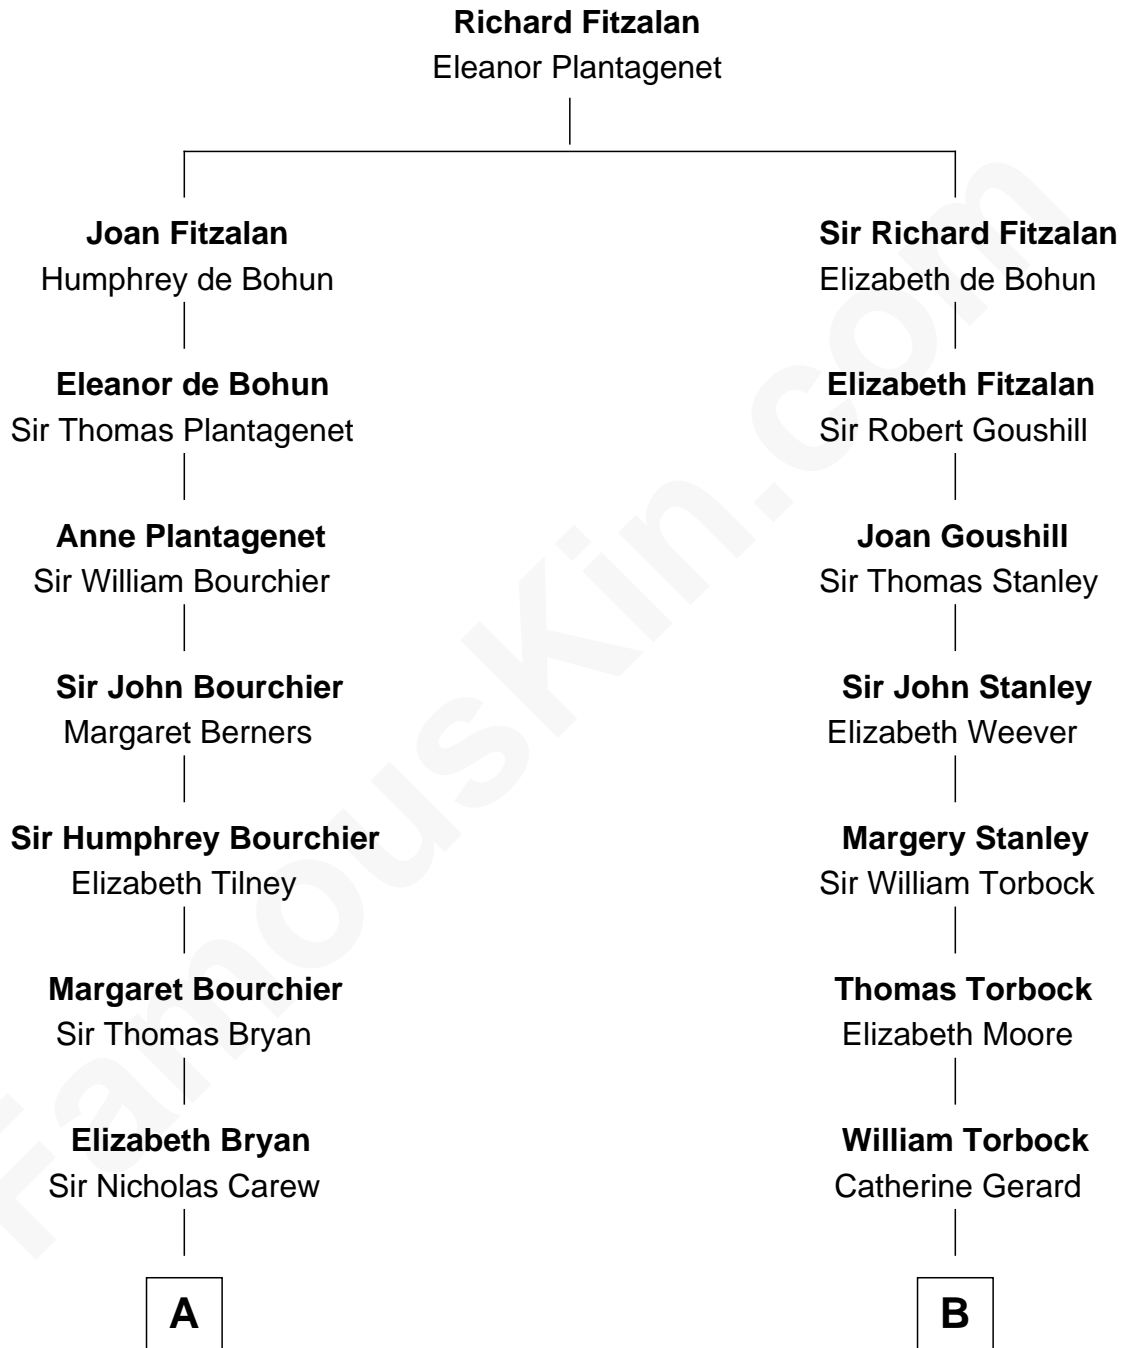 Richard Fitzalan
Eleanor Plantagenet
Joan Fitzalan
Humphrey de Bohun
Sir Richard Fitzalan
Elizabeth de Bohun
Eleanor de Bohun
Sir Thomas Plantagenet
Elizabeth Fitzalan
Sir Robert Goushill
Anne Plantagenet
Sir William Bourchier
Joan Goushill
Sir Thomas Stanley
Sir John Bourchier
Margaret Berners
Sir John Stanley
Elizabeth Weever
Sir Humphrey Bourchier
Elizabeth Tilney
Margery Stanley
Sir William Torbock
Margaret Bourchier
Sir Thomas Bryan
Thomas Torbock
Elizabeth Moore
Elizabeth Bryan
Sir Nicholas Carew
William Torbock
Catherine Gerard
A
B
FamousKin.com